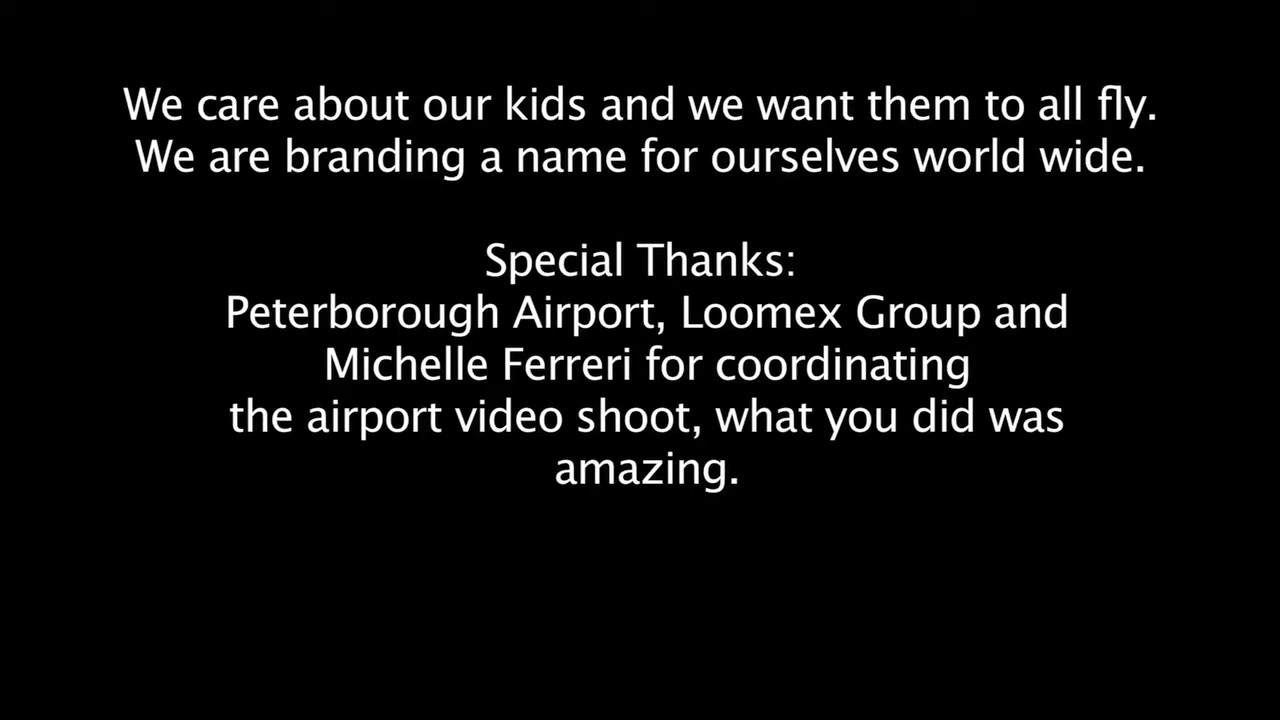 We care about our kids and we want them to all fly.
We are branding a name for ourselves world wide.
Special Thanks:
Peterborough Airport, Loomex Group and
Michelle Ferreri for coordinating
the airport video shoot, what you did was
amazing.